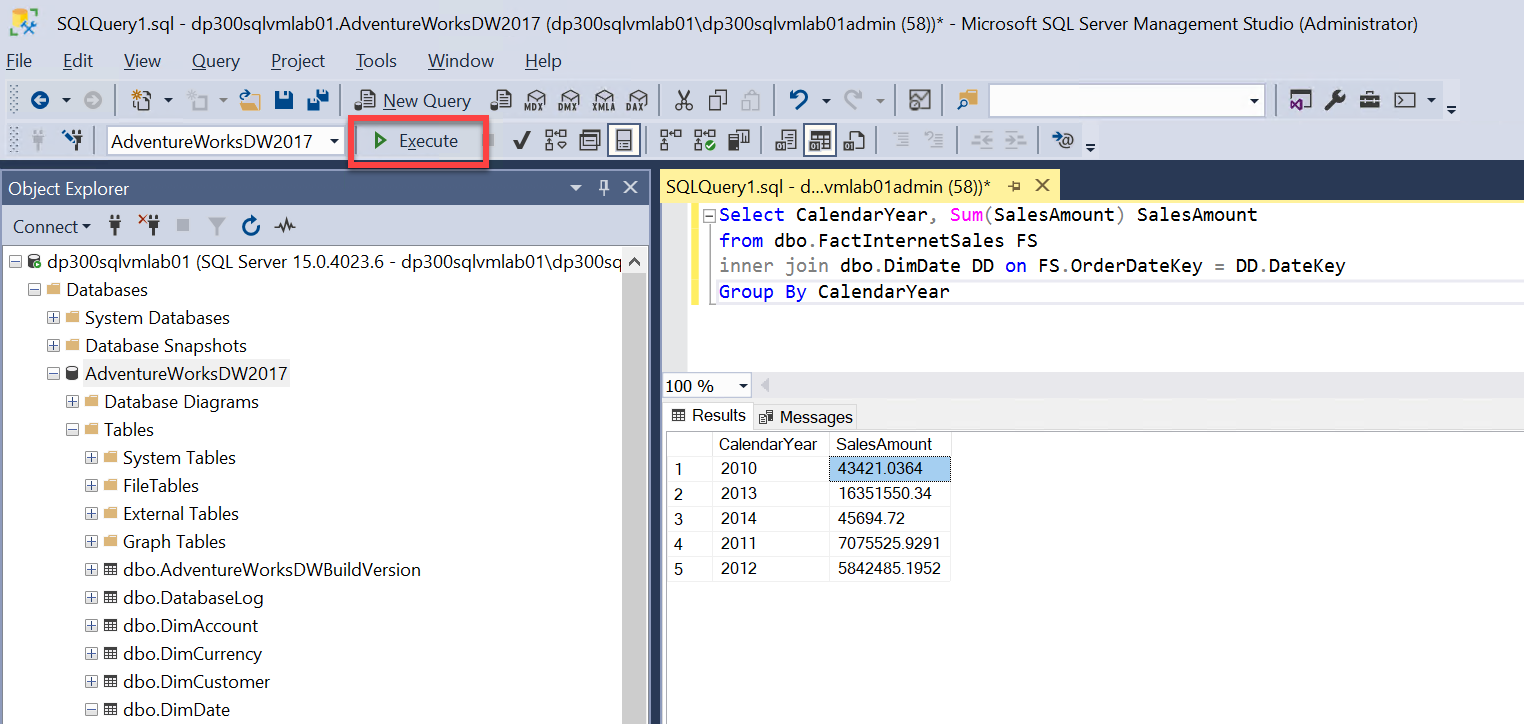 SQLQuery1.sql - dp300sqlvmlab01.AdventureWorksDW2017 (dp300sqlvmlab01\dp300sqlvmlab01admin (58))* - Microsoft SQL Server Management Studio (Administrator)
File Edit View Query Project Tools Window Help
New Query MDX DMX XMLA DAX
AdventureWorksDW2017 Execute
Object Explorer
Connect
dp300sqlvmlab01 (SQL Server 15.0.4023.6 - dp300sqlvmlab01\dp300sq
Databases
System Databases
Database Snapshots
AdventureWorksDW2017
Database Diagrams
Tables
System Tables
FileTables
External Tables
Graph Tables
dbo.AdventureWorksDWBuildVersion
dbo.DatabaseLog
dbo.DimAccount
dbo.DimCurrency
dbo.DimCustomer
dbo.DimDate
SQLQuery1.sql - d...vmlab01admin (58))*
Select CalendarYear, Sum(SalesAmount) SalesAmount
from dbo.FactInternetSales FS
inner join dbo.DimDate DD on FS.OrderDateKey = DD.DateKey
Group By CalendarYear
100 %
Results Messages
CalendarYear SalesAmount
1 2010 43421.0364
2 2013 16351550.34
3 2014 45694.72
4 2011 7075525.9291
5 2012 5842485.1952